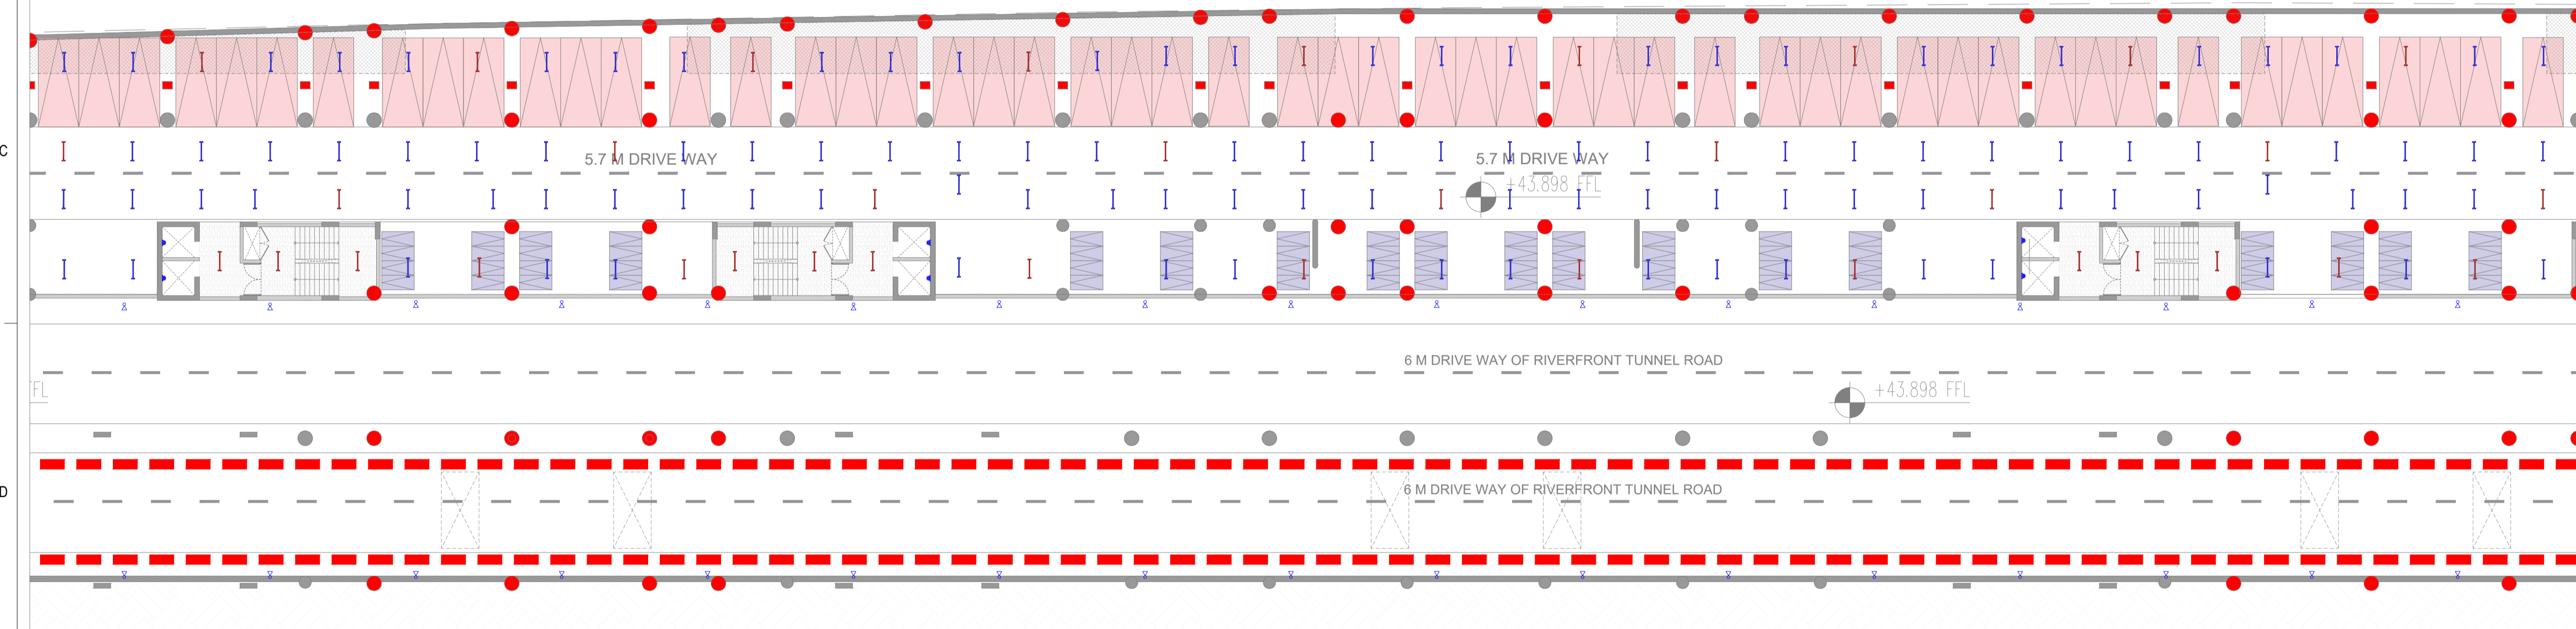 C
5.7 M DRIVE WAY
5.7 M DRIVE WAY
+43.898 FFL
6 M DRIVE WAY OF RIVERFRONT TUNNEL ROAD
+43.898 FFL
FFL
D
6 M DRIVE WAY OF RIVERFRONT TUNNEL ROAD